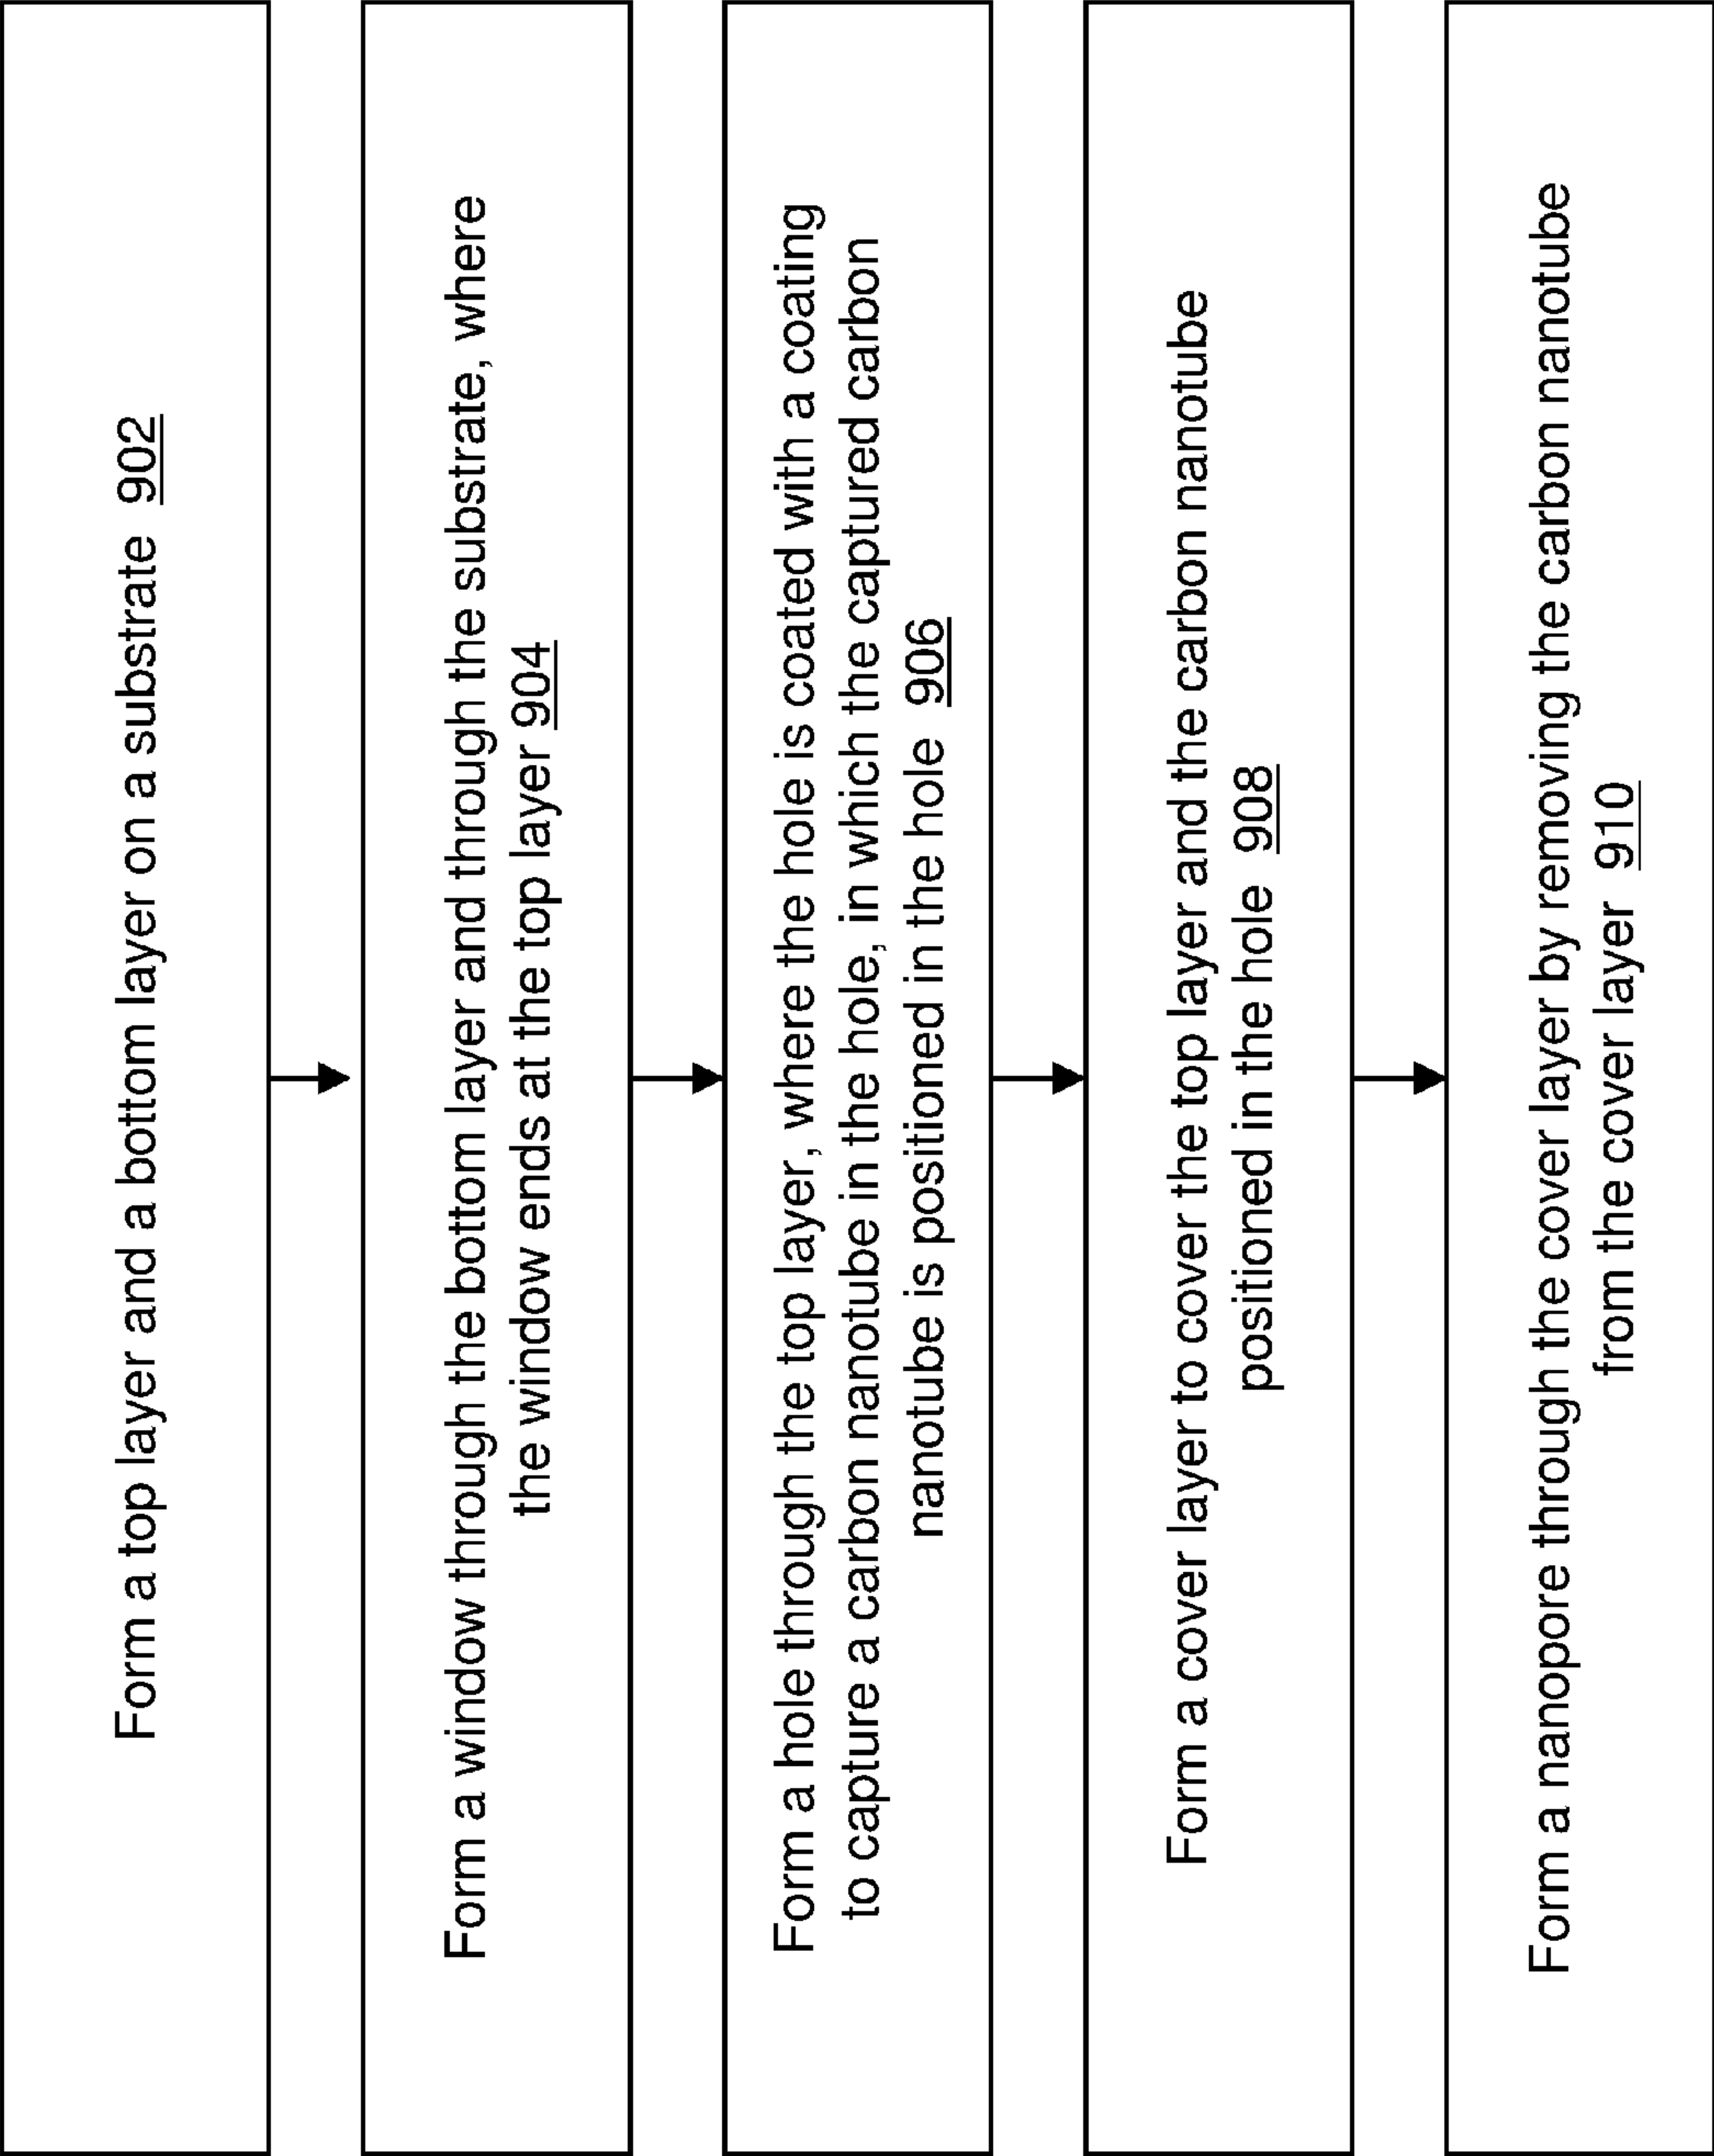 Form a top layer and a bottom layer on a substrate 902
Form a window through the bottom layer and through the substrate, where
the window ends at the top layer 904
Form a hole through the top layer, where the hole is coated with a coating
to capture a carbon nanotube in the hole, in which the captured carbon
nanotube is positioned in the hole 906
Form a cover layer to cover the top layer and the carbon nanotube
positioned in the hole 908
Form a nanopore through the cover layer by removing the carbon nanotube
from the cover layer 910